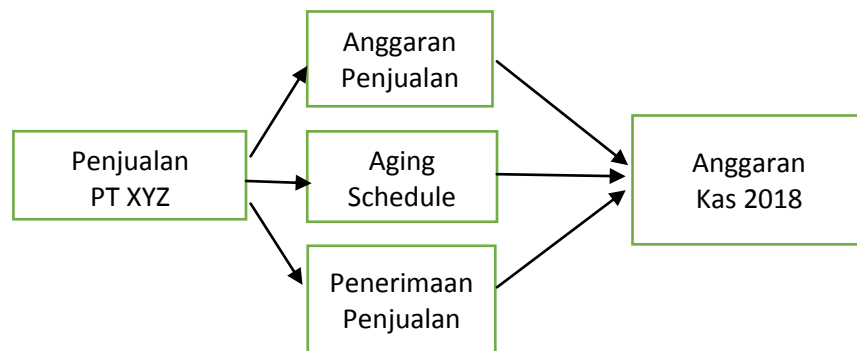 Penjualan
PT XYZ
Anggaran
Penjualan
Aging
Schedule
Penerimaan
Penjualan
Anggaran
Kas 2018